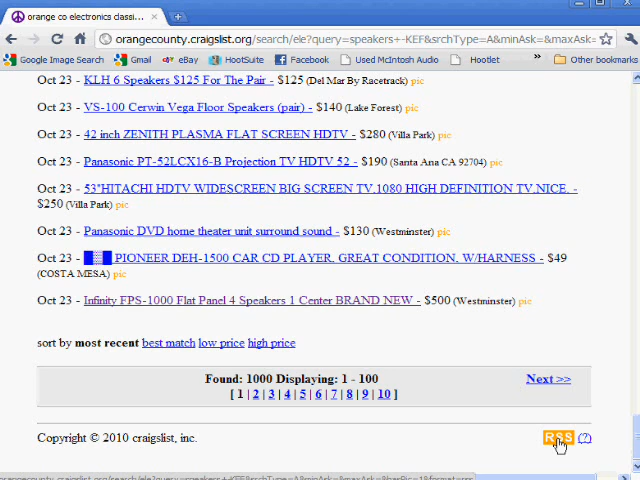 orange co electronics classi...
orangecounty.craigslist.org/search/ele?query=speakers+-KEF&srchType=A&minAsk=&maxAsk=
Google Image Search Gmail eBay HootSuite Facebook Used McIntosh Audio Hootlet » Other bookmarks
Oct 23 - KLH 6 Speakers $125 For The Pair - $125 (Del Mar By Racetrack) pic
Oct 23 - VS-100 Cerwin Vega Floor Speakers (pair) - $140 (Lake Forest) pic
Oct 23 - 42 inch ZENITH PLASMA FLAT SCREEN HDTV - $280 (Villa Park) pic
Oct 23 - Panasonic PT-52LCX16-B Projection TV HDTV 52 - $190 (Santa Ana CA 92704) pic
Oct 23 - 53"HITACHI HDTV WIDESCREEN BIG SCREEN TV,1080 HIGH DEFINITION TV,NICE, -
$250 (Villa Park) pic
Oct 23 - Panasonic DVD home theater unit surround sound - $130 (Westminster) pic
Oct 23 - █▒█ PIONEER DEH-1500 CAR CD PLAYER, GREAT CONDITION, W/HARNESS - $49
(COSTA MESA) pic
Oct 23 - Infinity FPS-1000 Flat Panel 4 Speakers 1 Center BRAND NEW - $500 (Westminster) pic
sort by most recent best match low price high price
Found: 1000 Displaying: 1 - 100 Next >>
[ 1 | 2 | 3 | 4 | 5 | 6 | 7 | 8 | 9 | 10 ]
Copyright © 2010 craigslist, inc. RSS (?)